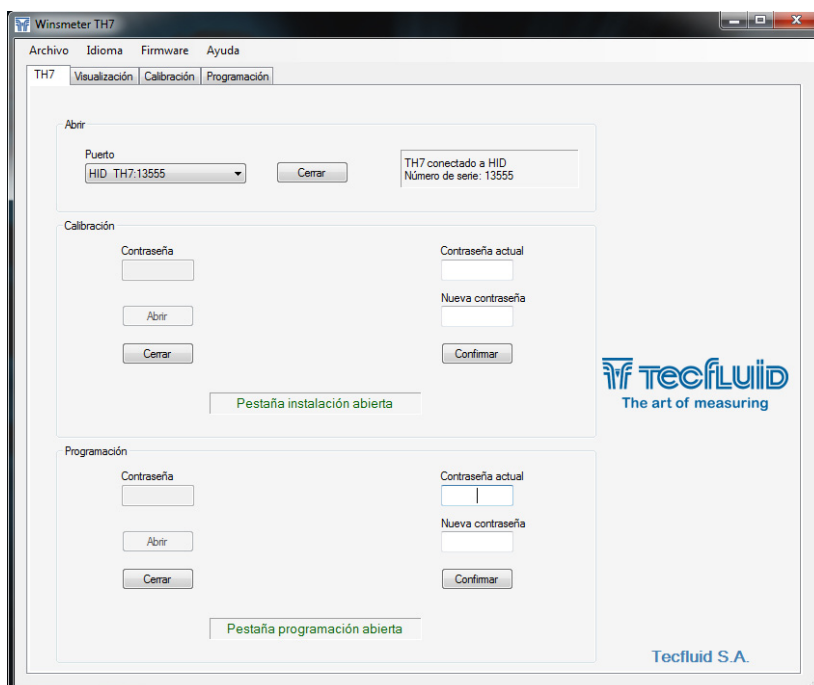 Winsmeter TH7
Archivo Idioma Firmware Ayuda
TH7 Visualización Calibración Programación
Abrir
Puerto
HID TH7:13555
Cerrar
TH7 conectado a HID
Número de serie: 13555
Calibración
Contraseña
Contraseña actual
Nueva contraseña
Abrir
Cerrar
Confirmar
Pestaña instalación abierta
TECFLUID
The art of measuring
Programación
Contraseña
Contraseña actual
Nueva contraseña
Abrir
Cerrar
Confirmar
Pestaña programación abierta
Tecfluid S.A.